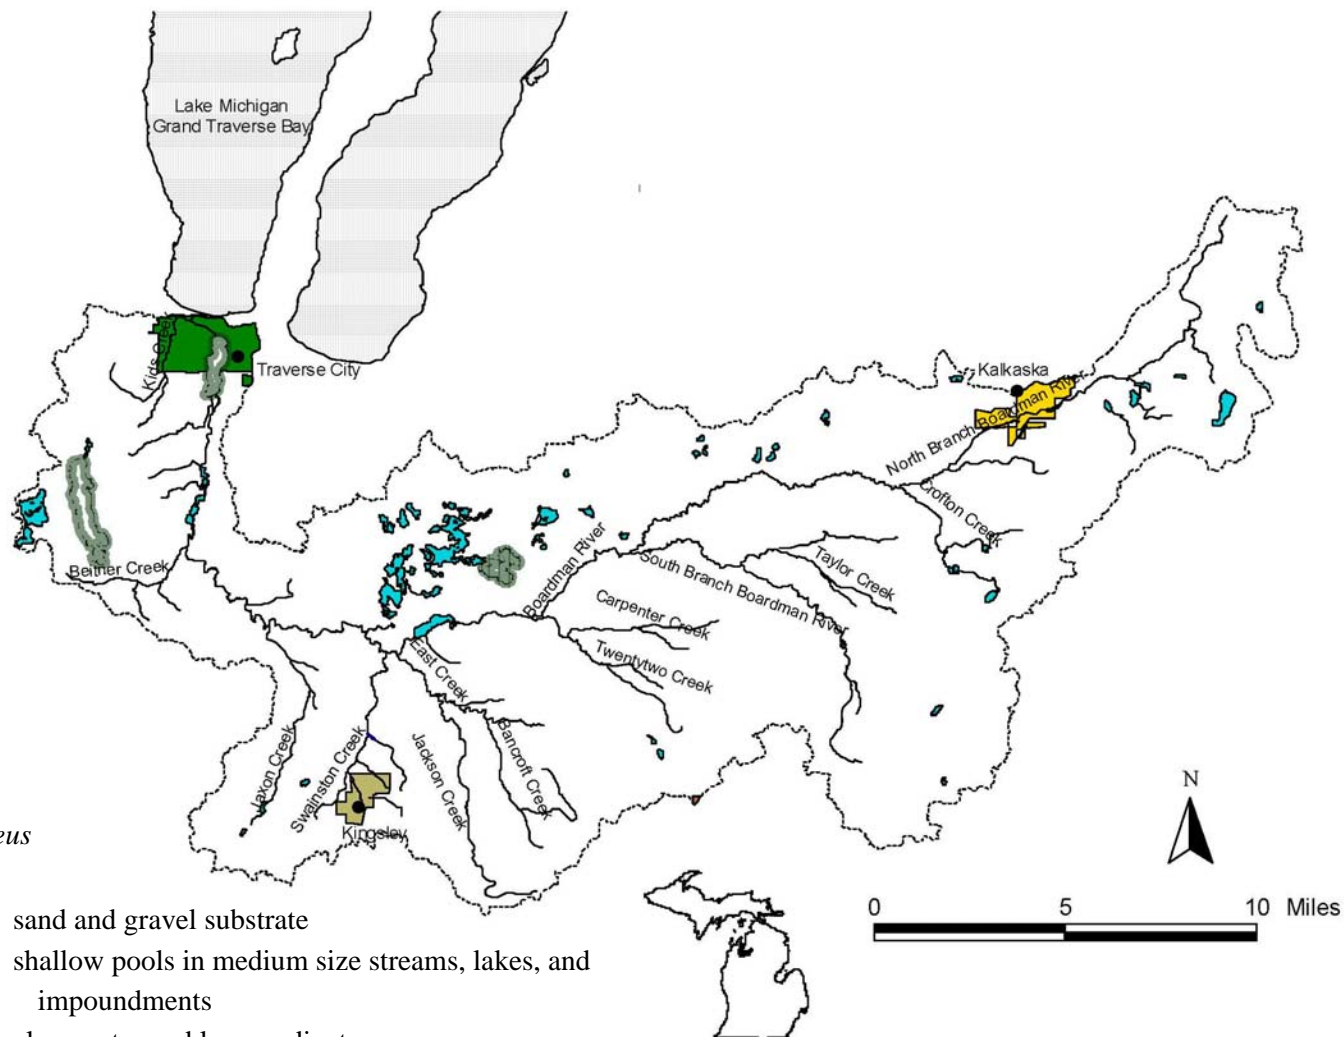 Lake Michigan
Grand Traverse Bay
Traverse City
Kalkaska
North Branch Boardman River
Crofton Creek
Taylor Creek
South Branch Boardman River
Boardman River
Beitner Creek
Carpenter Creek
Twentytwo Creek
East Creek
Bancroft Creek
Jackson Creek
Swainston Creek
Jaxon Creek
Kingsley
N
0 5 10 Miles
sand and gravel substrate
shallow pools in medium size streams, lakes, and
impoundments